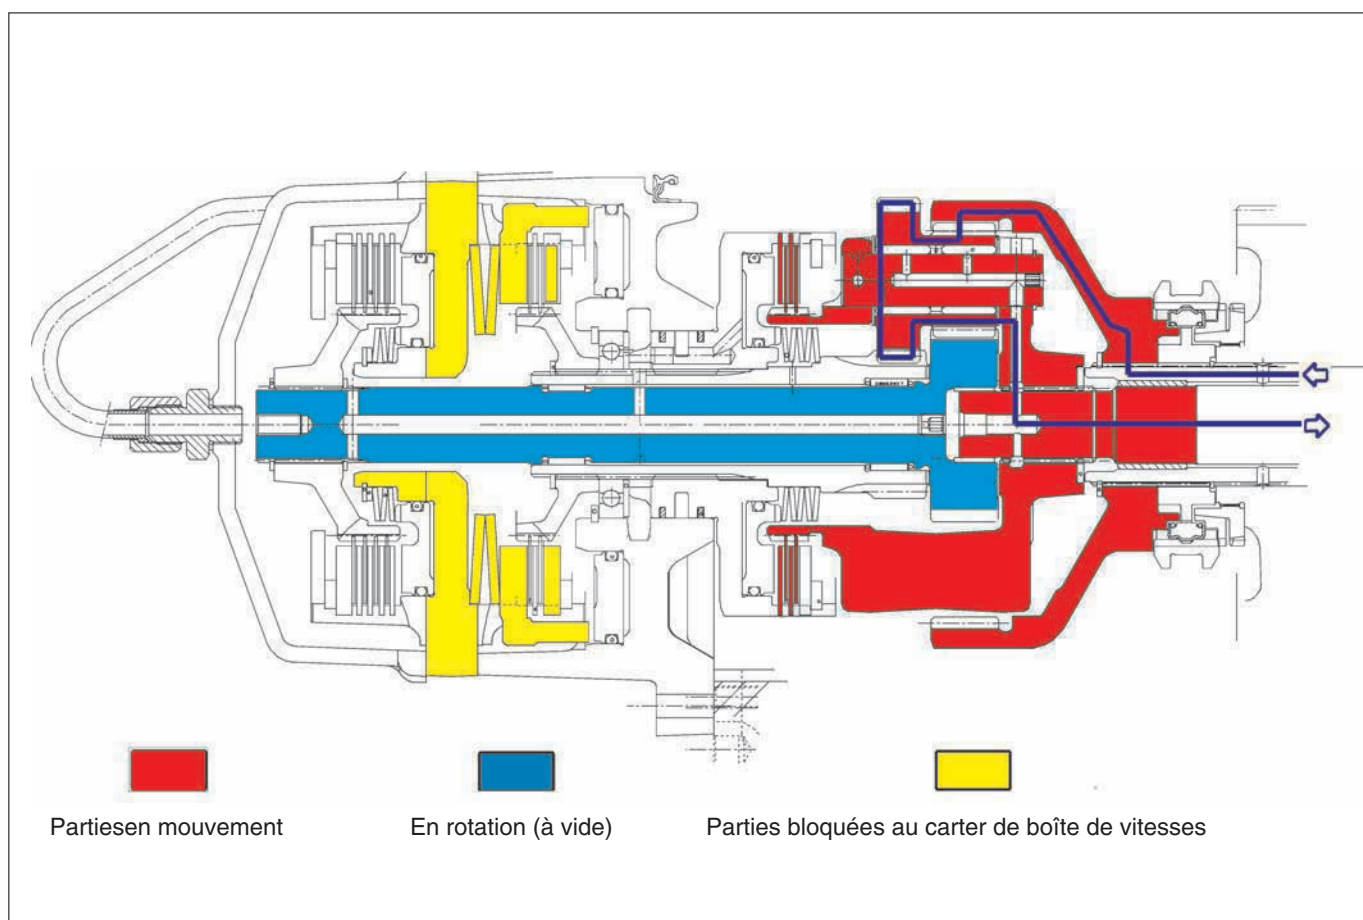 Partiesen mouvement
En rotation (à vide)
Parties bloquées au carter de boîte de vitesses